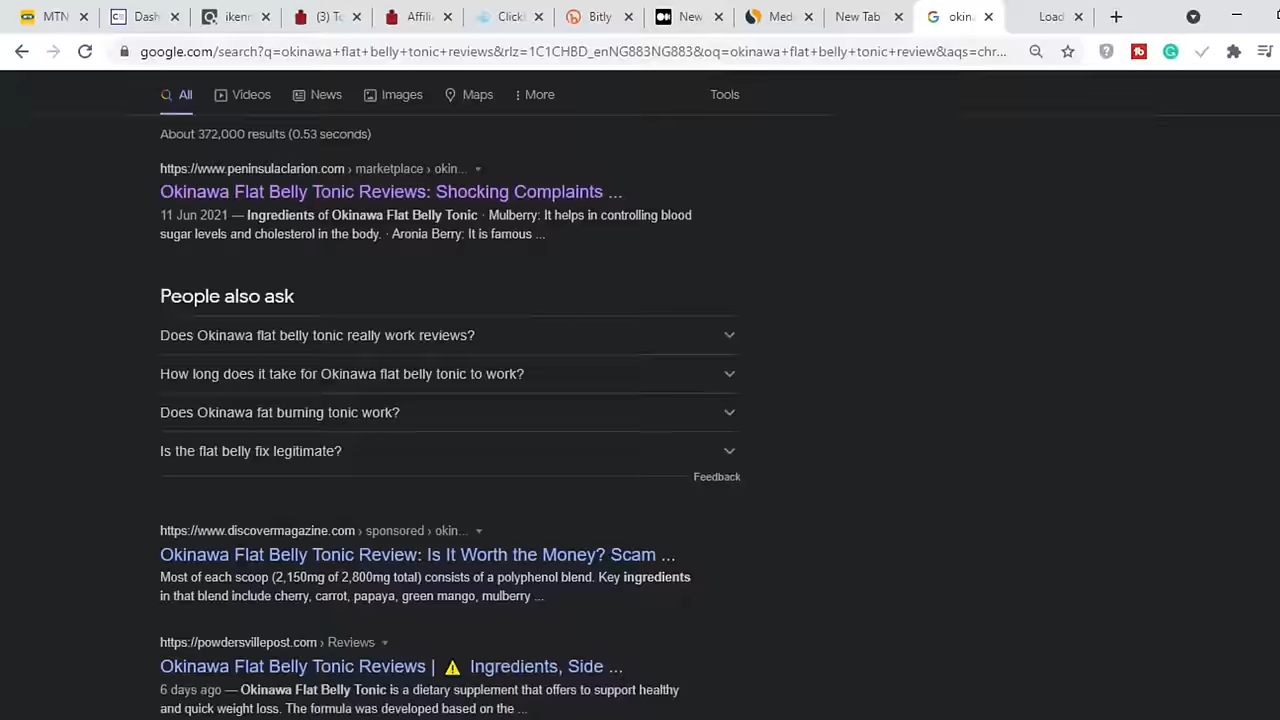 MTN
Dash
ikenn
(3) To
Affilia
Click
Bitly
New
Med
New Tab
okin
Load
google.com/search?q=okinawa+flat+belly+tonic+reviews&rlz=1C1CHBD_enNG883NG883&oq=okinawa+flat+belly+tonic+review&aqs=chr...
All
Videos
News
Images
Maps
More
Tools
About 372,000 results (0.53 seconds)
https://www.peninsulaclarion.com › marketplace › okin...
Okinawa Flat Belly Tonic Reviews: Shocking Complaints ...
11 Jun 2021 — Ingredients of Okinawa Flat Belly Tonic · Mulberry: It helps in controlling blood
sugar levels and cholesterol in the body. · Aronia Berry: It is famous ...
People also ask
Does Okinawa flat belly tonic really work reviews?
How long does it take for Okinawa flat belly tonic to work?
Does Okinawa fat burning tonic work?
Is the flat belly fix legitimate?
Feedback
https://www.discovermagazine.com › sponsored › okin...
Okinawa Flat Belly Tonic Review: Is It Worth the Money? Scam ...
Most of each scoop (2,150mg of 2,800mg total) consists of a polyphenol blend. Key ingredients
in that blend include cherry, carrot, papaya, green mango, mulberry ...
https://powdersvillepost.com › Reviews
Okinawa Flat Belly Tonic Reviews | ⚠ Ingredients, Side ...
6 days ago — Okinawa Flat Belly Tonic is a dietary supplement that offers to support healthy
and quick weight loss. The formula was developed based on the ...